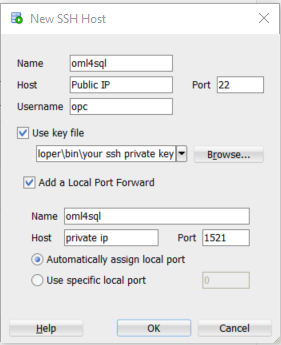 New SSH Host
Name oml4sql
Host Public IP Port 22
Username opc
Use key file
loper\bin\your ssh private key Browse...
Add a Local Port Forward
Name oml4sql
Host private ip Port 1521
Automatically assign local port
Use specific local port 0
Help OK Cancel